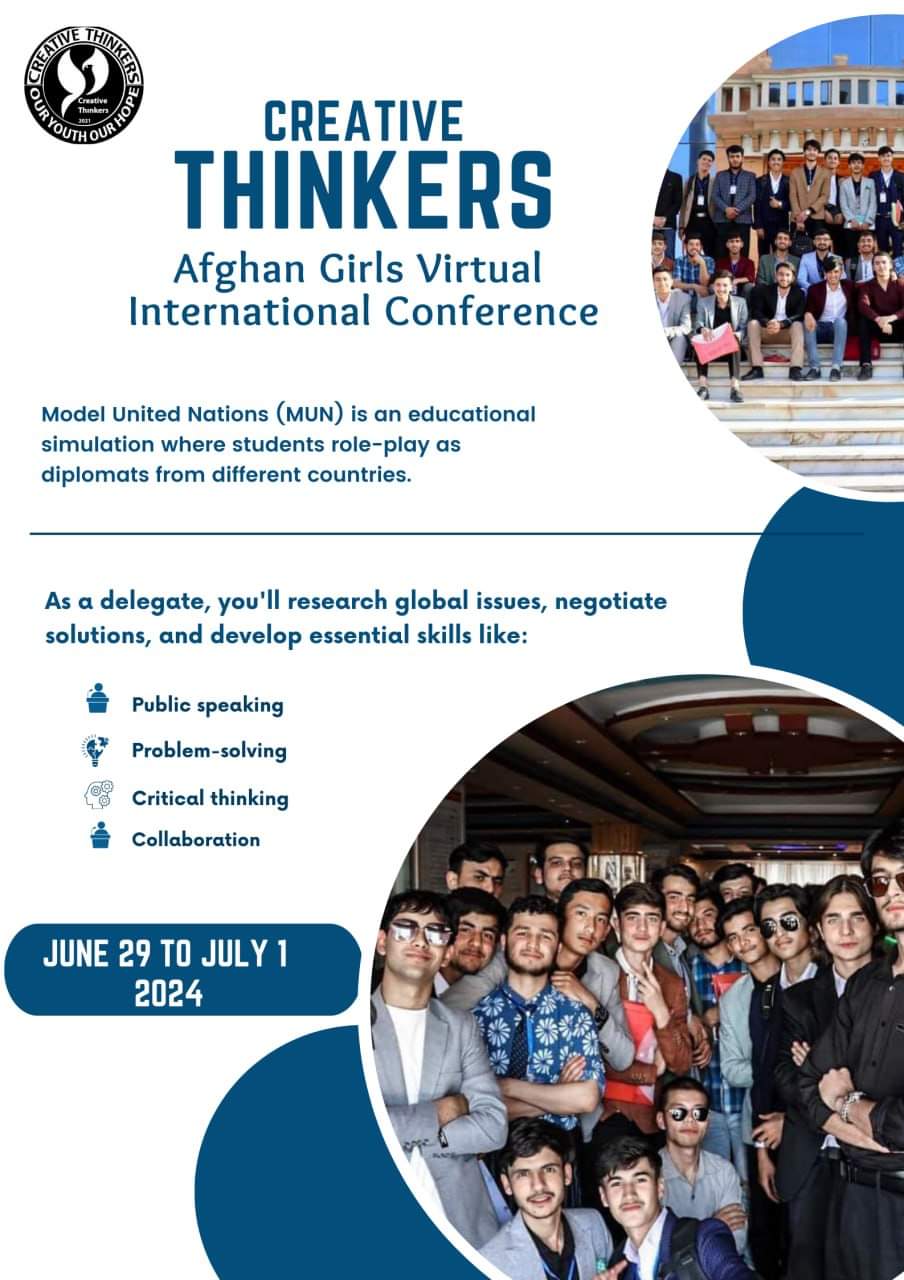 CREATIVE THINKERS
OUR YOUTH OUR HOPE
Creative
Thinkers
2021
CREATIVE
THINKERS
Afghan Girls Virtual
International Conference
Model United Nations (MUN) is an educational
simulation where students role-play as
diplomats from different countries.
As a delegate, you'll research global issues, negotiate
solutions, and develop essential skills like:
Public speaking
Problem-solving
Critical thinking
Collaboration
JUNE 29 TO JULY 1
2024